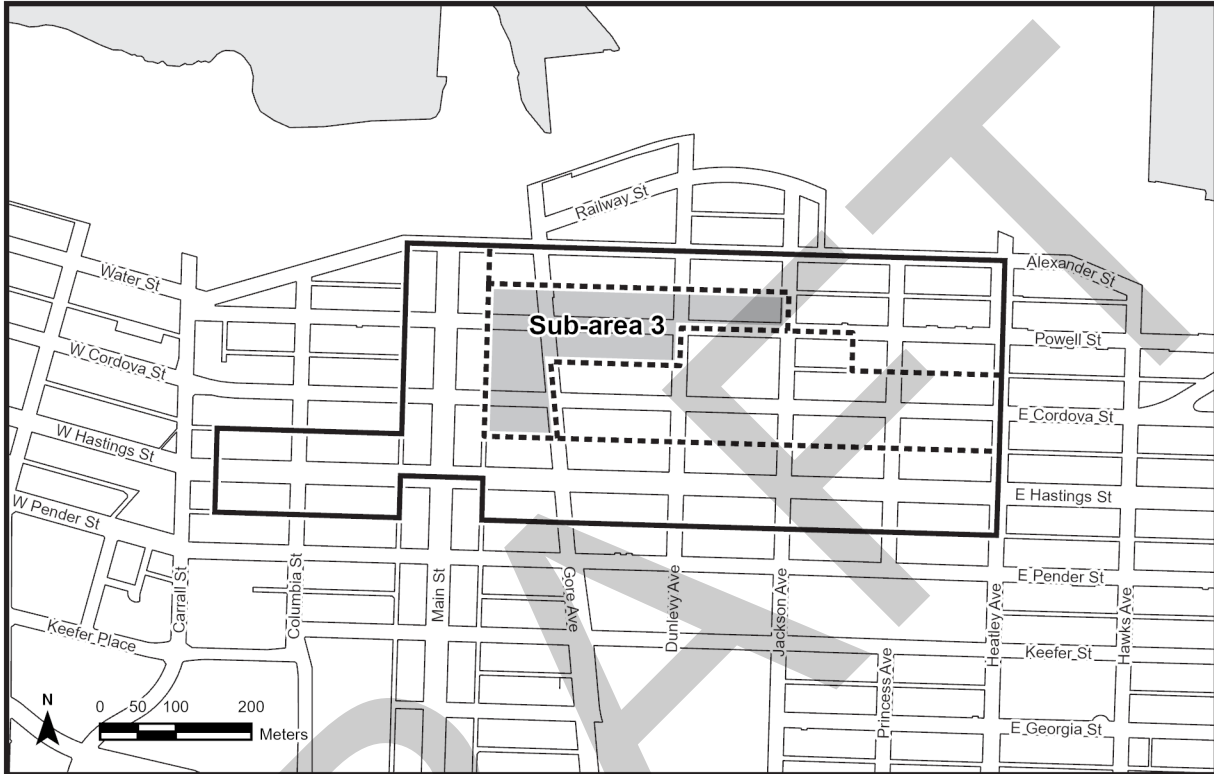 Railway St
Alexander St
Water St
Sub-area 3
Powell St
W Cordova St
E Cordova St
W Hastings St
E Hastings St
W Pender St
E Pender St
Carrall St
Columbia St
Main St
Gore Ave
Dunlevy Ave
Jackson Ave
Princess Ave
Heatley Ave
Hawks Ave
Keefer Place
Keefer St
E Georgia St
N
0 50 100 200
Meters
DRAFT